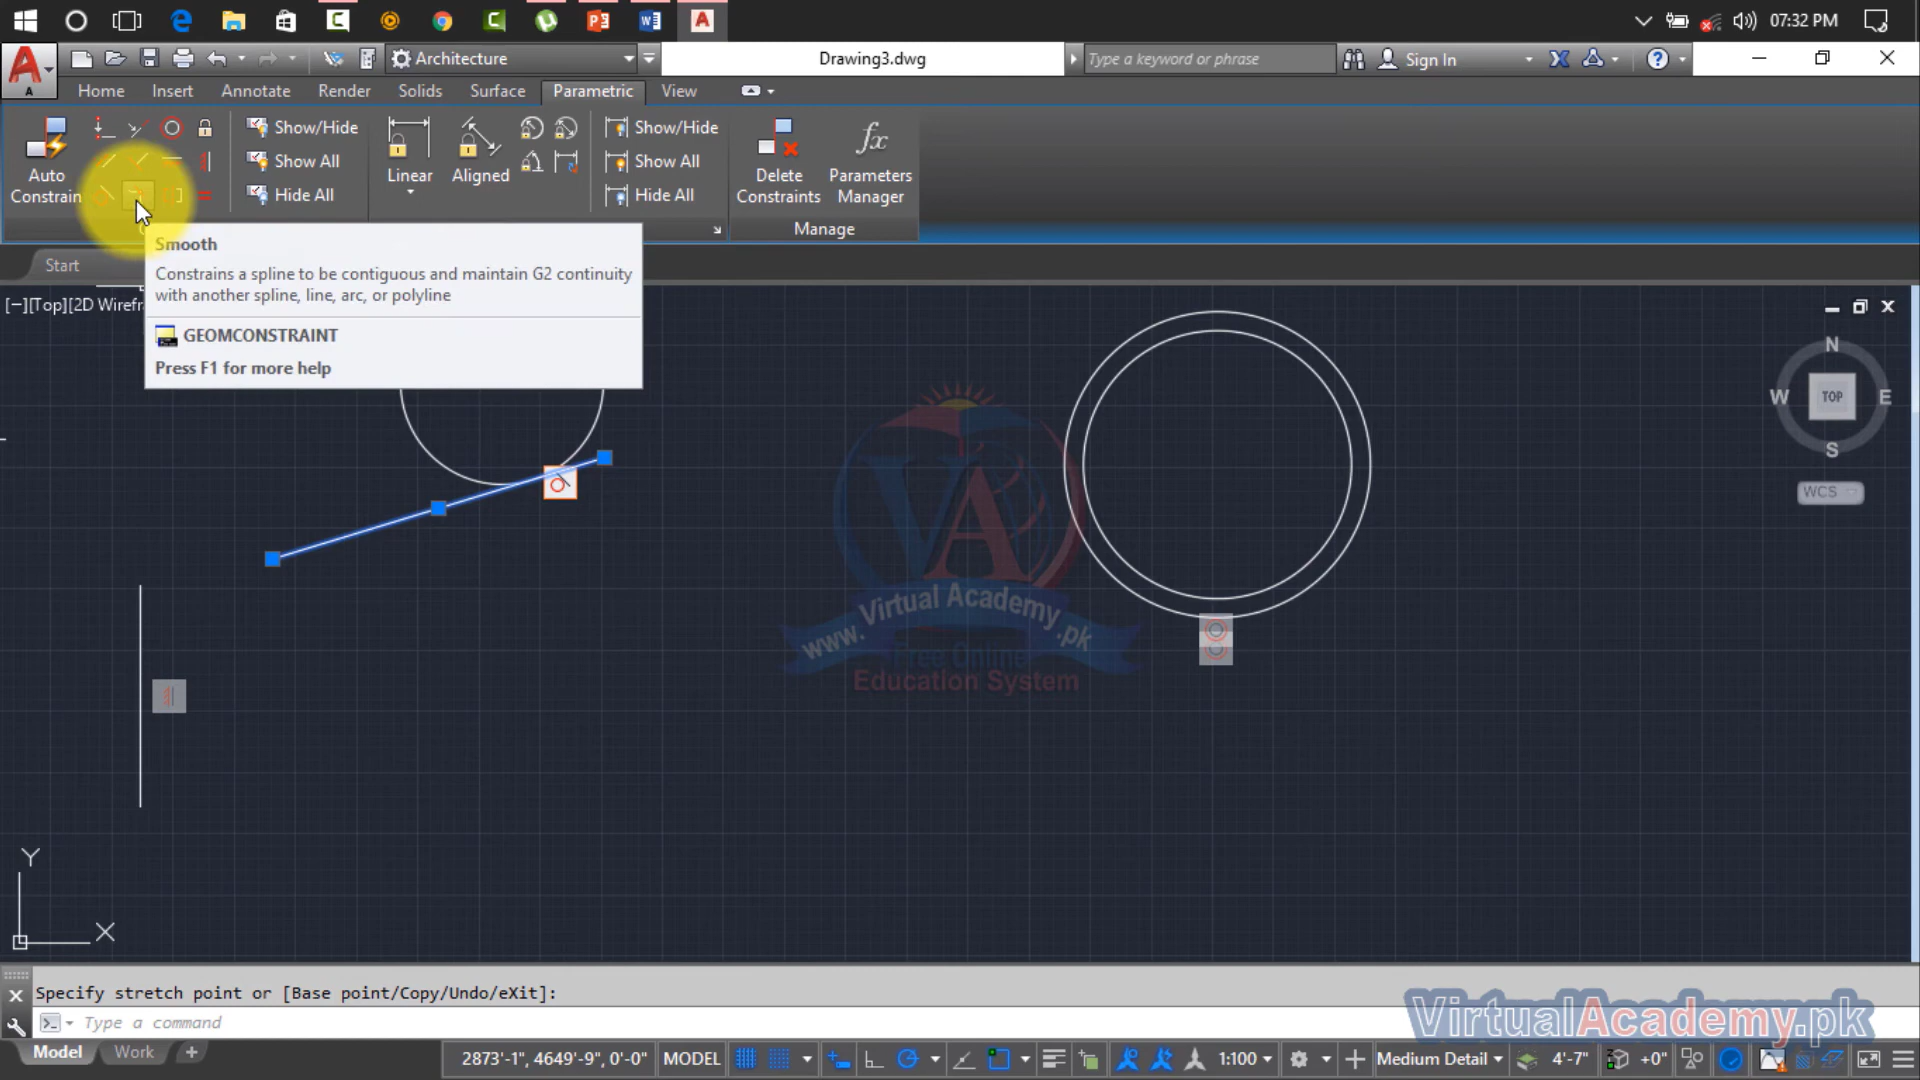 07:32 PM
A
Architecture
Drawing3.dwg
Type a keyword or phrase
Sign In
Home
Insert
Annotate
Render
Solids
Surface
Parametric
View
Auto
Constrain
Show/Hide
Show All
Hide All
Linear
Aligned
Show/Hide
Show All
Hide All
Delete
Constraints
fx
Parameters
Manager
Manage
Start
Smooth
Constrains a spline to be contiguous and maintain G2 continuity
with another spline, line, arc, or polyline
GEOMCONSTRAINT
Press F1 for more help
[−][Top][2D Wirefr
N
W
TOP
E
S
WCS
VA
www.Virtual Academy.pk
Free Online
Education System
Y
X
Specify stretch point or [Base point/Copy/Undo/eXit]:
Type a command
VirtualAcademy.pk
Model
Work
2873'-1", 4649'-9", 0'-0"
MODEL
1:100
Medium Detail
4'-7"
+0"